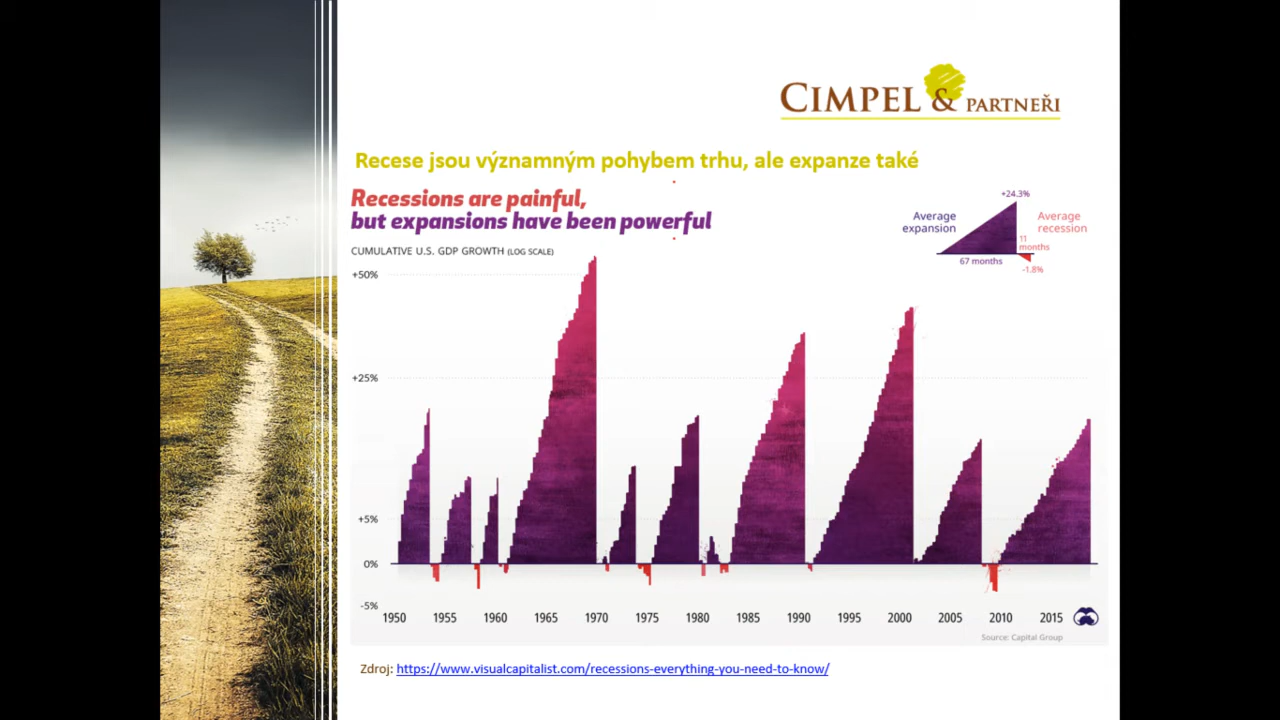 CIMPEL & PARTNEŘI
Recese jsou významným pohybem trhu, ale expanze také
Recessions are painful,
but expansions have been powerful
CUMULATIVE U.S. GDP GROWTH (LOG SCALE)
+24.3%
Average
expansion
Average
recession
11
months
67 months
-1.8%
+50%
+25%
+5%
0%
-5%
1950 1955 1960 1965 1970 1975 1980 1985 1990 1995 2000 2005 2010 2015
Source: Capital Group
Zdroj: https://www.visualcapitalist.com/recessions-everything-you-need-to-know/